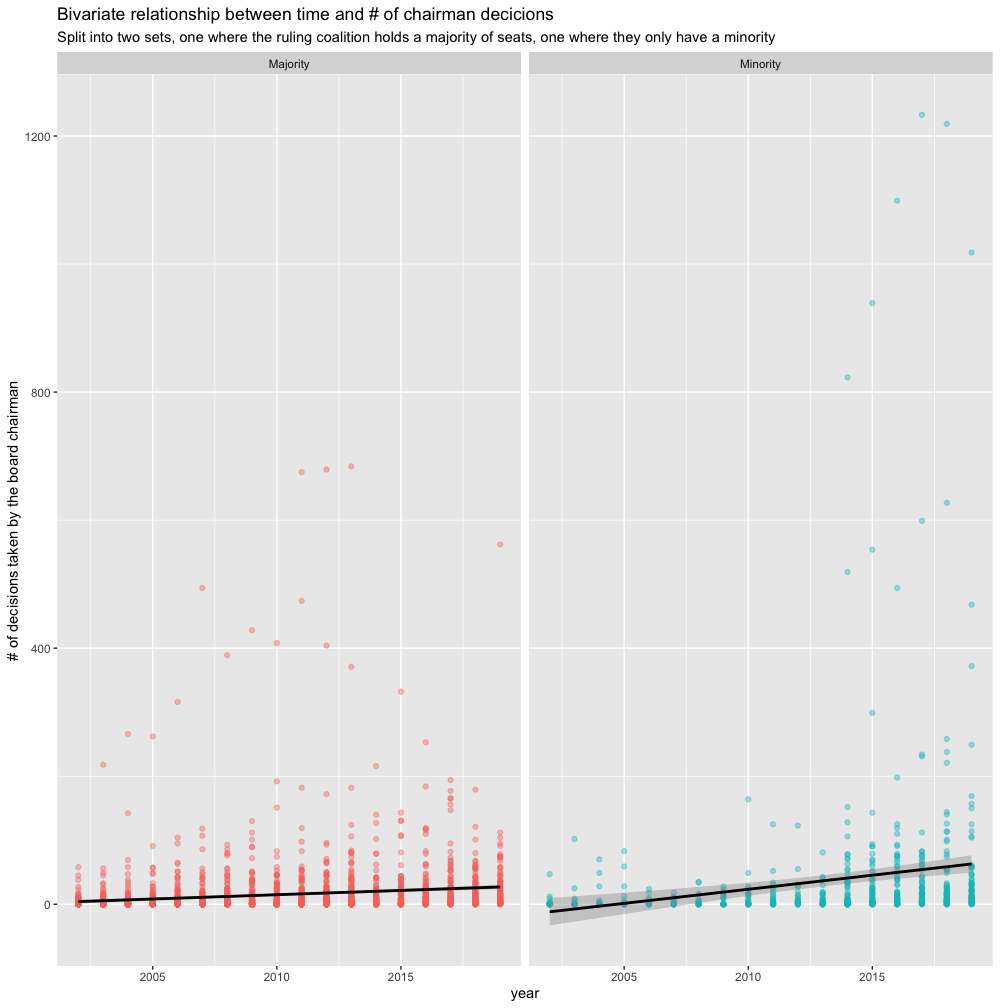 Bivariate relationship between time and # of chairman decicions
Split into two sets, one where the ruling coalition holds a majority of seats, one where they only have a minority
Majority
Minority
# of decisions taken by the board chairman
1200
800
400
0
2005
2010
2015
2005
2010
2015
year